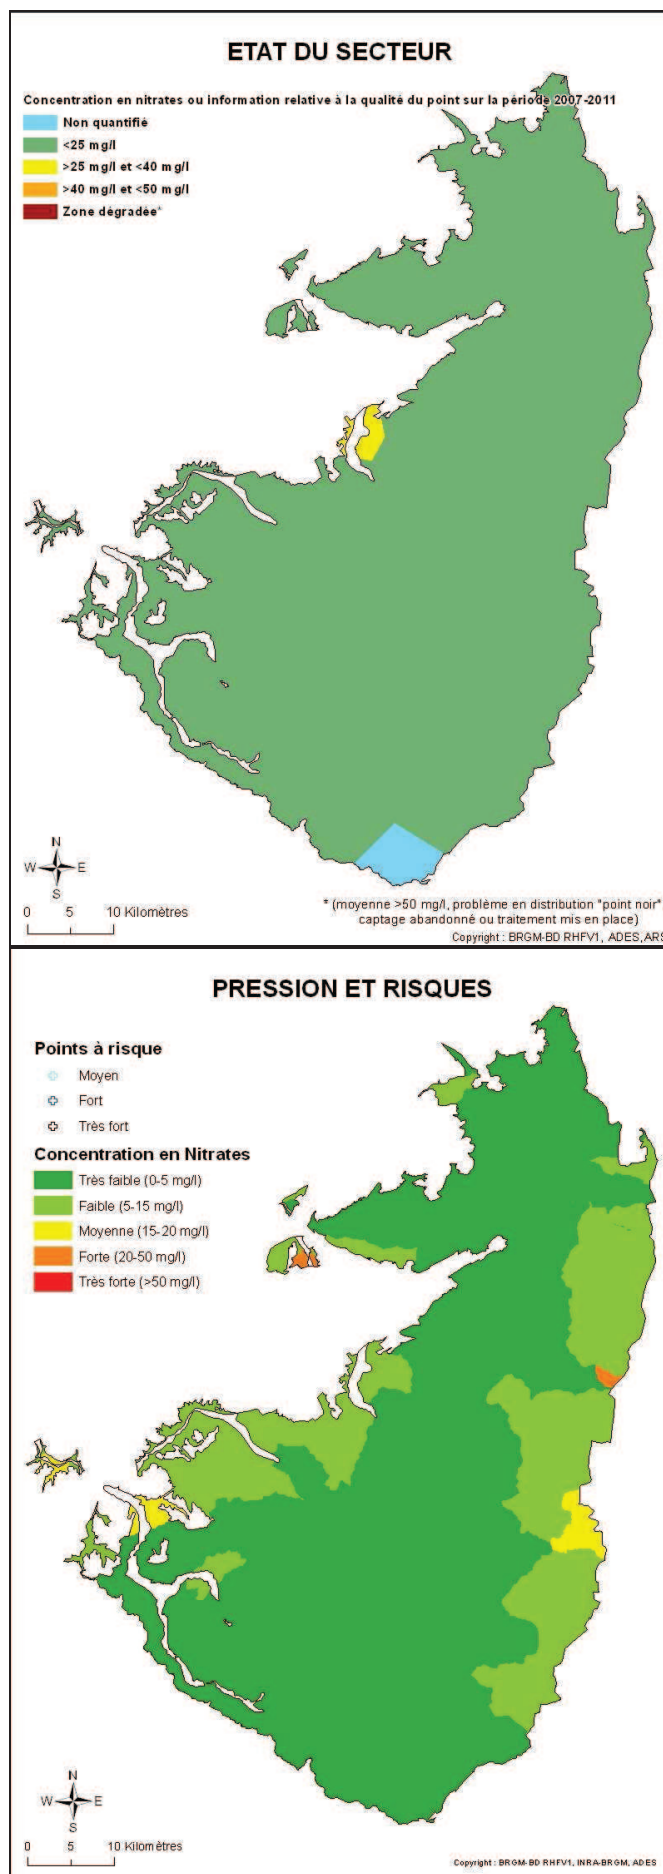 ETAT DU SECTEUR
Concentration en nitrates ou information relative à la qualité du point sur la période 2007-2011
Non quantifié
<25 mg/l
>25 mg/l et <40 mg/l
>40 mg/l et <50 mg/l
Zone dégradée*
N
W E
S
0 5 10 Kilomètres
* (moyenne >50 mg/l, problème en distribution "point noir"
captage abandonné ou traitement mis en place)
Copyright : BRGM-BD RHFV1, ADES,ARS
PRESSION ET RISQUES
Points à risque
Moyen
Fort
Très fort
Concentration en Nitrates
Très faible (0-5 mg/l)
Faible (5-15 mg/l)
Moyenne (15-20 mg/l)
Forte (20-50 mg/l)
Très forte (>50 mg/l)
N
W E
S
0 5 10 Kilomètres
Copyright : BRGM-BD RHFV1, INRA-BRGM, ADES